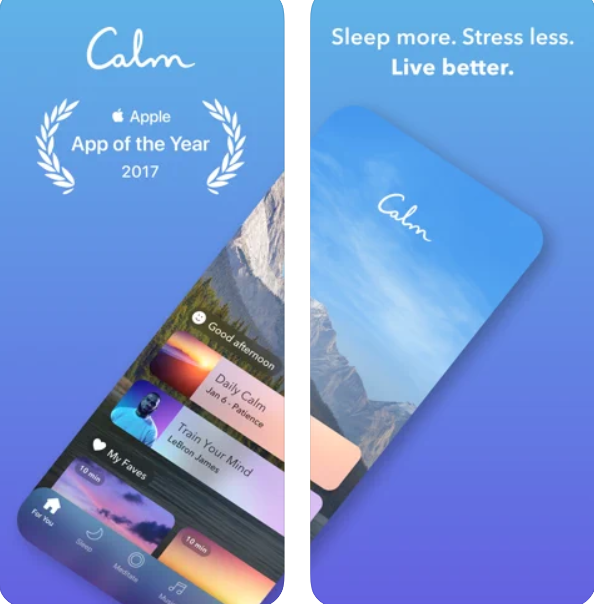 Calm
Apple
App of the Year
2017
Good afternoon
Daily Calm
Jan 6 · Patience
Train Your Mind
LeBron James
My Faves
10 min
10 min
For You
Sleep
Meditate
Sleep more. Stress less.
Live better.
Calm